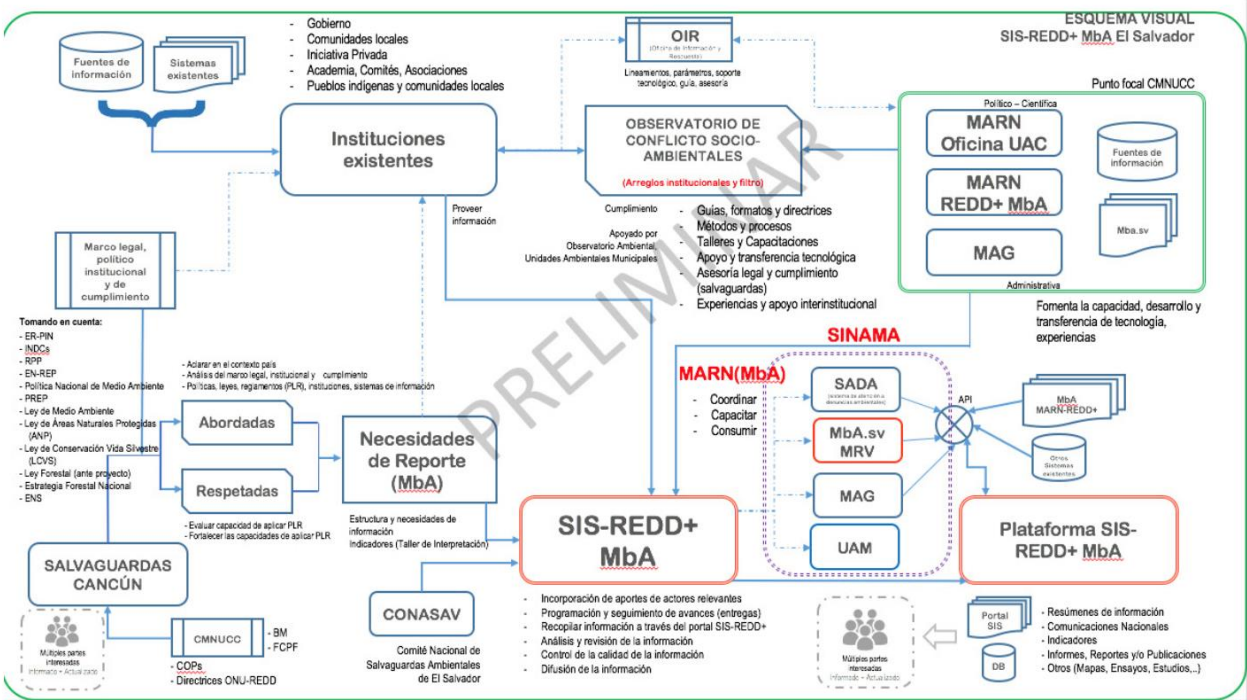 ESQUEMA VISUAL
SIS-REDD+ MbA El Salvador
Fuentes de
información
Sistemas
existentes
- Gobierno
- Comunidades locales
- Iniciativa Privada
- Academia, Comités, Asociaciones
- Pueblos indígenas y comunidades locales
OIR
(Oficina de Información y
Respuesta)
Lineamientos, parámetros, soporte
tecnológico, guía, asesoría
Punto focal CMNUCC
Instituciones
existentes
OBSERVATORIO DE
CONFLICTO SOCIO-
AMBIENTALES
(Arreglos institucionales y filtro)
Político – Científica
MARN
Oficina UAC
MARN
REDD+ MbA
MAG
Administrativa
Fuentes de
información
Mba.sv
Proveer
información
Cumplimiento
Apoyado por
Observatorio Ambiental,
Unidades Ambientales Municipales
- Guías, formatos y directrices
- Métodos y procesos
- Talleres y Capacitaciones
- Apoyo y transferencia tecnológica
- Asesoría legal y cumplimiento
(salvaguardas)
- Experiencias y apoyo interinstitucional
Fomenta la capacidad, desarrollo y
transferencia de tecnología,
experiencias
PRELIMINAR
Marco legal,
político
institucional
y de
cumplimiento
Tomando en cuenta:
- ER-PIN
- INDCs
- RPP
- EN-REP
- Política Nacional de Medio Ambiente
- PREP
- Ley de Medio Ambiente
- Ley de Áreas Naturales Protegidas
(ANP)
- Ley de Conservación Vida Silvestre
(LCVS)
- Ley Forestal (ante proyecto)
- Estrategia Forestal Nacional
- ENS
- Aclarar en el contexto país
- Análisis del marco legal, institucional y cumplimiento
- Políticas, leyes, reglamentos (PLR), instituciones, sistemas de información
Abordadas
Respetadas
- Evaluar capacidad de aplicar PLR
- Fortalecer las capacidades de aplicar PLR
Necesidades
de Reporte
(MbA)
Estructura y necesidades de
información
Indicadores (Taller de Interpretación)
SINAMA
MARN(MbA)
- Coordinar
- Capacitar
- Consumir
SADA
MbA.sv
MRV
MAG
UAM
API
MbA
MARN-REDD+
Otros
Sistemas
existentes
SALVAGUARDAS
CANCÚN
Múltiples partes
interesadas
Informado + Actualizado
CMNUCC
- BM
- FCPF
- COPs
- Directrices ONU-REDD
CONASAV
Comité Nacional de
Salvaguardas Ambientales
de El Salvador
SIS-REDD+
MbA
- Incorporación de aportes de actores relevantes
- Programación y seguimiento de avances (entregas)
- Recopilar información a través del portal SIS-REDD+
- Análisis y revisión de la información
- Control de la calidad de la información
- Difusión de la información
Plataforma SIS-
REDD+ MbA
Múltiples partes
interesadas
Informado + Actualizado
Portal
SIS
DB
- Resúmenes de información
- Comunicaciones Nacionales
- Indicadores
- Informes, Reportes y/o Publicaciones
- Otros (Mapas, Ensayos, Estudios,..)